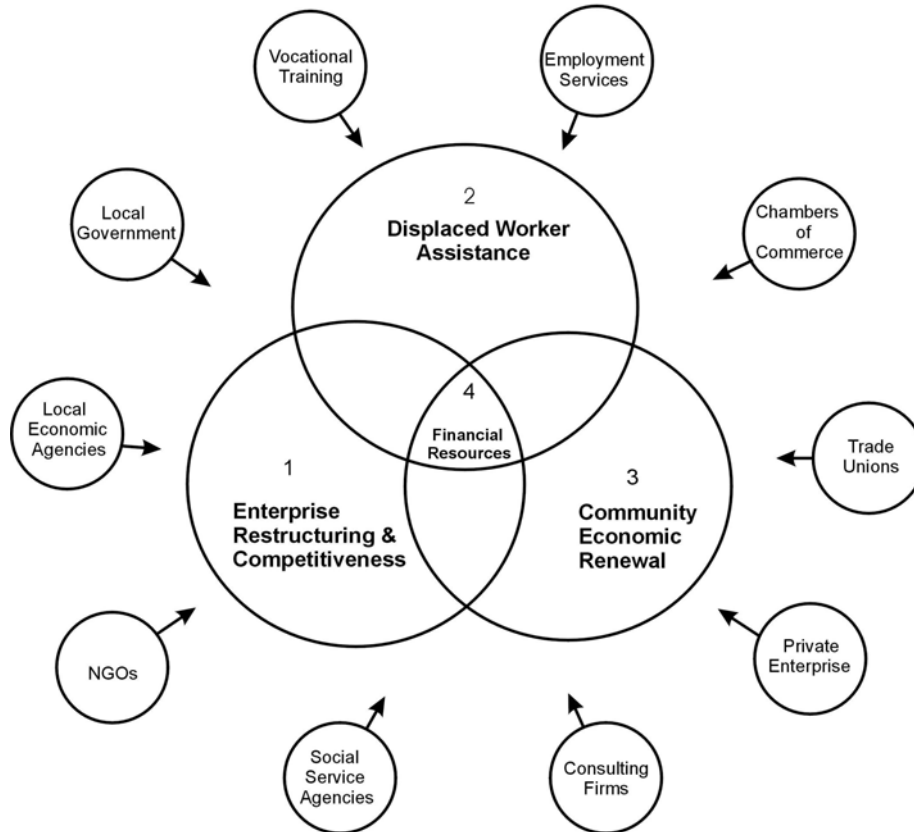 Vocational
Training
Employment
Services
Local
Government
2
Displaced Worker
Assistance
Chambers
of
Commerce
Local
Economic
Agencies
4
Financial
Resources
Trade
Unions
1
Enterprise
Restructuring &
Competitiveness
3
Community
Economic
Renewal
NGOs
Private
Enterprise
Social
Service
Agencies
Consulting
Firms